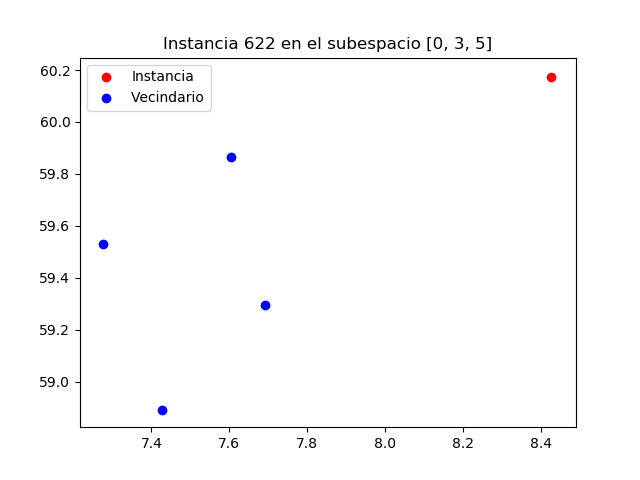 Instancia 622 en el subespacio [0, 3, 5]
Instancia
Vecindario
60.2
60.0
59.8
59.6
59.4
59.2
59.0
7.4 7.6 7.8 8.0 8.2 8.4